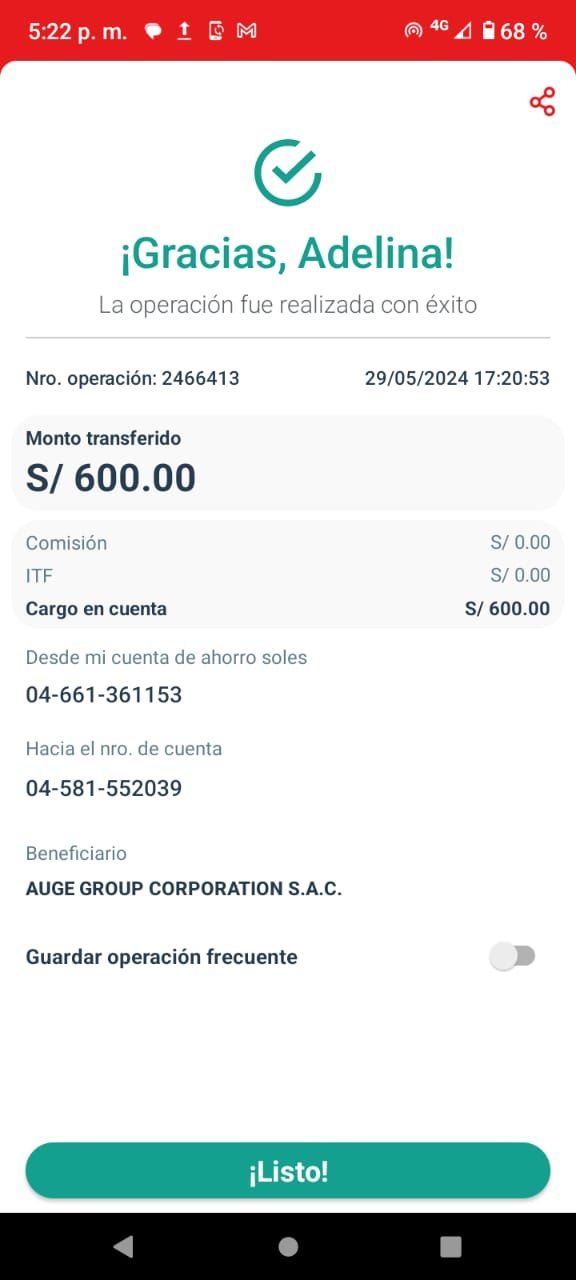 5:22 p. m. 4G 68 %
¡Gracias, Adelina!
La operación fue realizada con éxito
Nro. operación: 2466413 29/05/2024 17:20:53
Monto transferido
S/ 600.00
Comisión S/ 0.00
ITF S/ 0.00
Cargo en cuenta S/ 600.00
Desde mi cuenta de ahorro soles
04-661-361153
Hacia el nro. de cuenta
04-581-552039
Beneficiario
AUGE GROUP CORPORATION S.A.C.
Guardar operación frecuente
¡Listo!